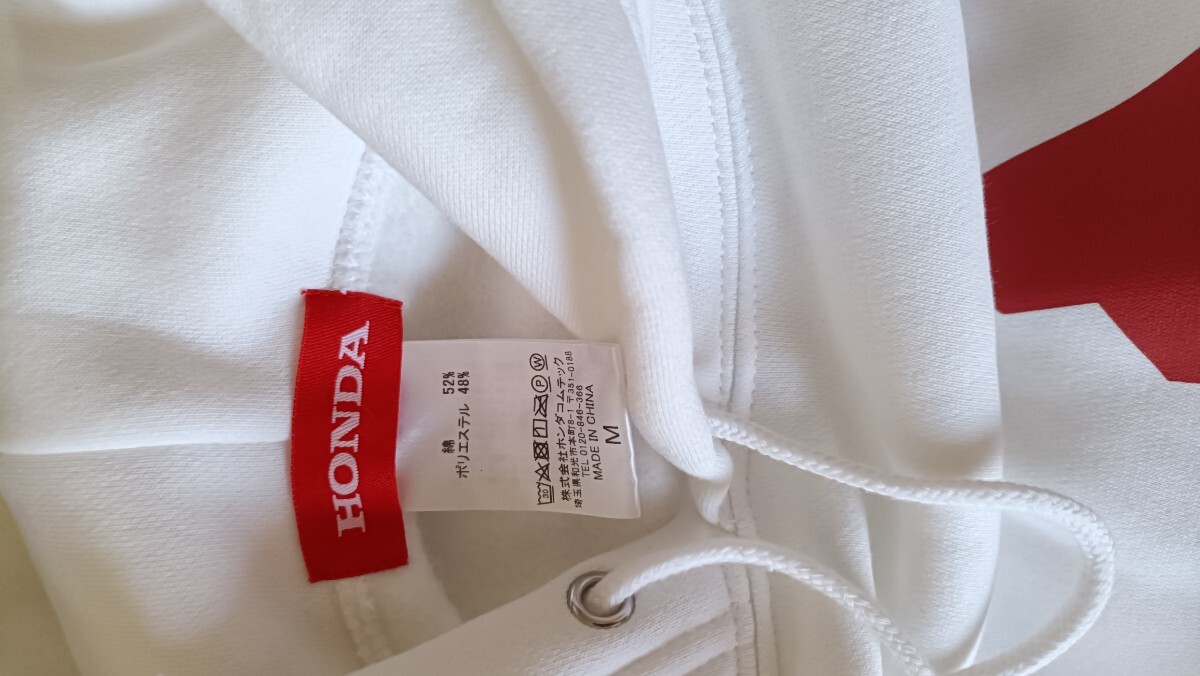 HONDA
綿 52%
ポリエステル 48%
30 P W
株式会社ホンダコムテック
埼玉県和光市本町8-1 〒351-0188
TEL 0120-846-366
MADE IN CHINA
M